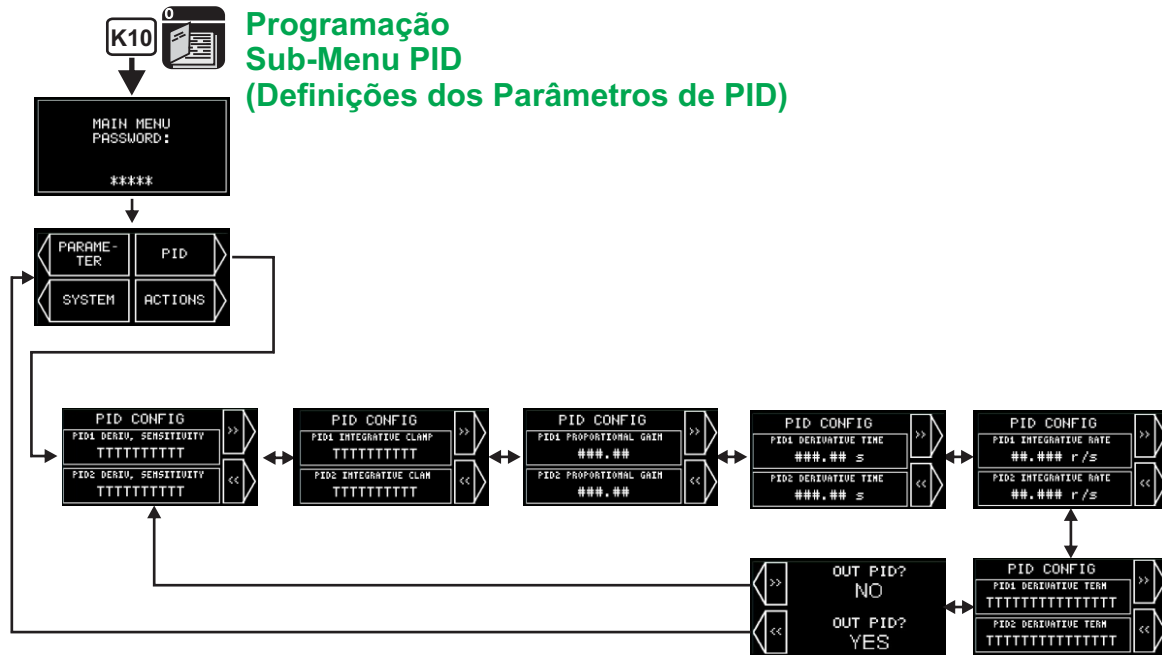 0
K10
Programação
Sub-Menu PID
(Definições dos Parâmetros de PID)
MAIN MENU
PASSWORD:
*****
PARAME-
TER
PID
SYSTEM
ACTIONS
PID CONFIG
PID1 DERIV, SENSITIVITY
TTTTTTTTTT
>>
PID2 DERIV, SENSITIVITY
TTTTTTTTTT
<<
PID CONFIG
PID1 INTEGRATIVE CLAMP
TTTTTTTTTT
>>
PID2 INTEGRATIVE CLAM
TTTTTTTTTT
<<
PID CONFIG
PID1 PROPORTIONAL GAIN
###.##
>>
PID2 PROPORTIONAL GAIN
###.##
<<
PID CONFIG
PID1 DERIVATIVE TIME
###.## s
>>
PID2 DERIVATIVE TIME
###.## s
<<
PID CONFIG
PID1 INTEGRATIVE RATE
##.### r/s
>>
PID2 INTEGRATIVE RATE
##.### r/s
<<
>>
OUT PID?
NO
<<
OUT PID?
YES
PID CONFIG
PID1 DERIVATIVE TERM
TTTTTTTTTTTTTTT
>>
PID2 DERIVATIVE TERM
TTTTTTTTTTTTTTT
<<